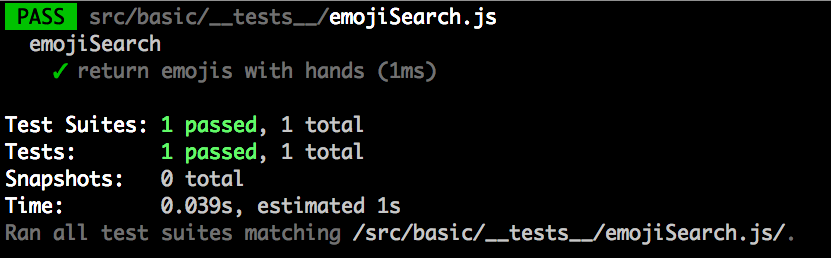 PASS src/basic/__tests__/emojiSearch.js
emojiSearch
✓ return emojis with hands (1ms)
Test Suites: 1 passed, 1 total
Tests: 1 passed, 1 total
Snapshots: 0 total
Time: 0.039s, estimated 1s
Ran all test suites matching /src/basic/__tests__/emojiSearch.js/.